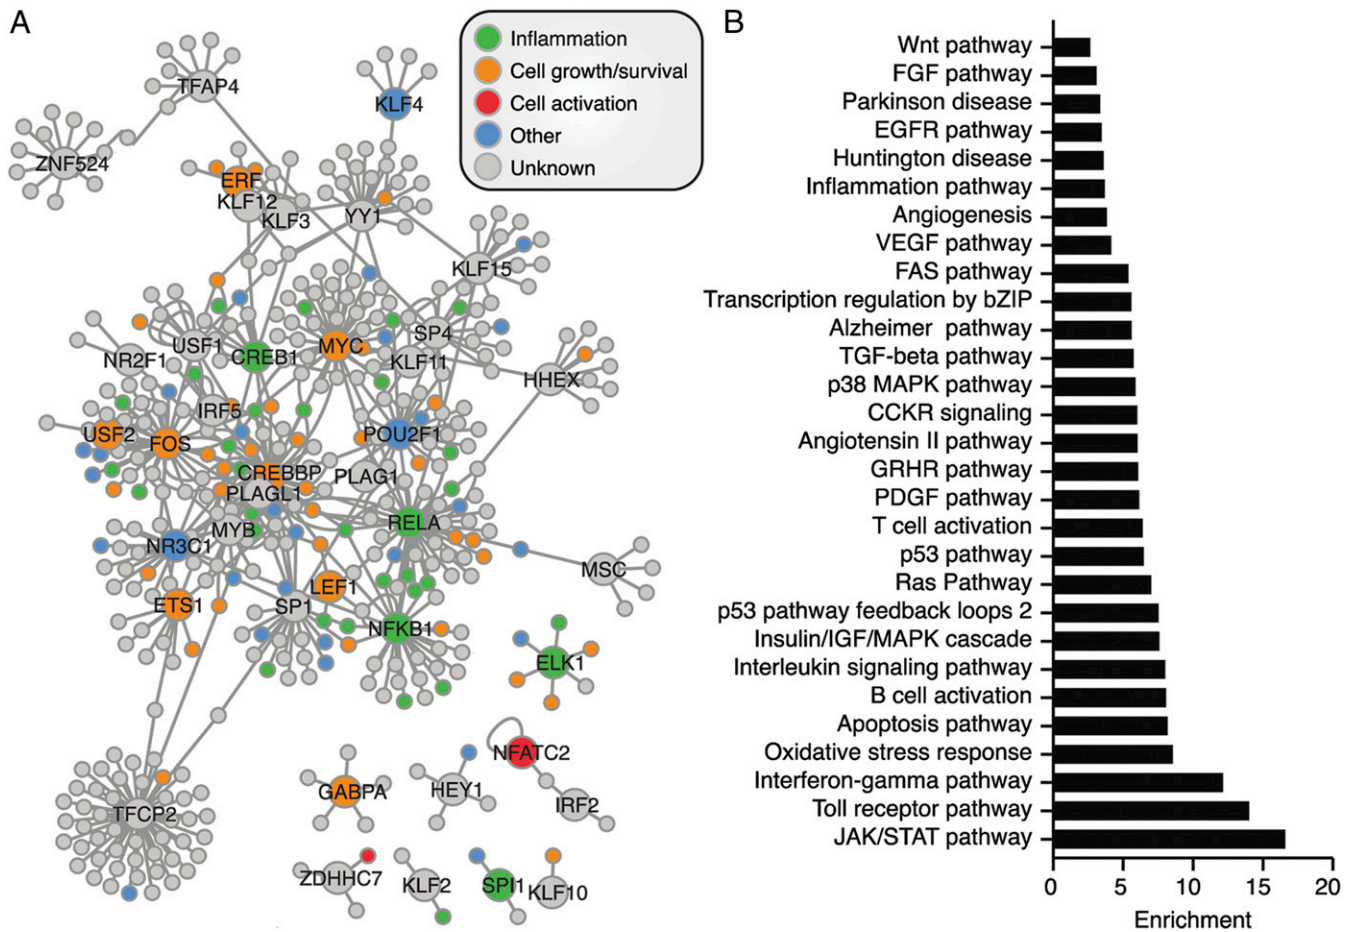 A
Inflammation
Cell growth/survival
Cell activation
Other
Unknown
TFAP4
KLF4
ZNF524
ERF
KLF12
KLF3
YY1
KLF15
USF1
CREB1
MYC
SP4
KLF11
NR2F1
HHEX
IRF5
USF2
FOS
POU2F1
CREBBP
PLAG1
PLAGL1
RELA
MYB
NR3C1
MSC
LEF1
ETS1
SP1
NFKB1
ELK1
NFATC2
GABPA
HEY1
IRF2
TFCP2
ZDHHC7
KLF2
SPI1
KLF10
B
Wnt pathway
FGF pathway
Parkinson disease
EGFR pathway
Huntington disease
Inflammation pathway
Angiogenesis
VEGF pathway
FAS pathway
Transcription regulation by bZIP
Alzheimer pathway
TGF-beta pathway
p38 MAPK pathway
CCKR signaling
Angiotensin II pathway
GRHR pathway
PDGF pathway
T cell activation
p53 pathway
Ras Pathway
p53 pathway feedback loops 2
Insulin/IGF/MAPK cascade
Interleukin signaling pathway
B cell activation
Apoptosis pathway
Oxidative stress response
Interferon-gamma pathway
Toll receptor pathway
JAK/STAT pathway
0 5 10 15 20
Enrichment